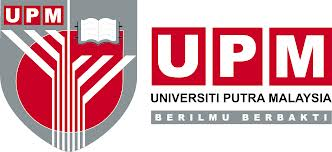 UPM
UPM
UNIVERSITI PUTRA MALAYSIA
BERILMU BERBAKTI